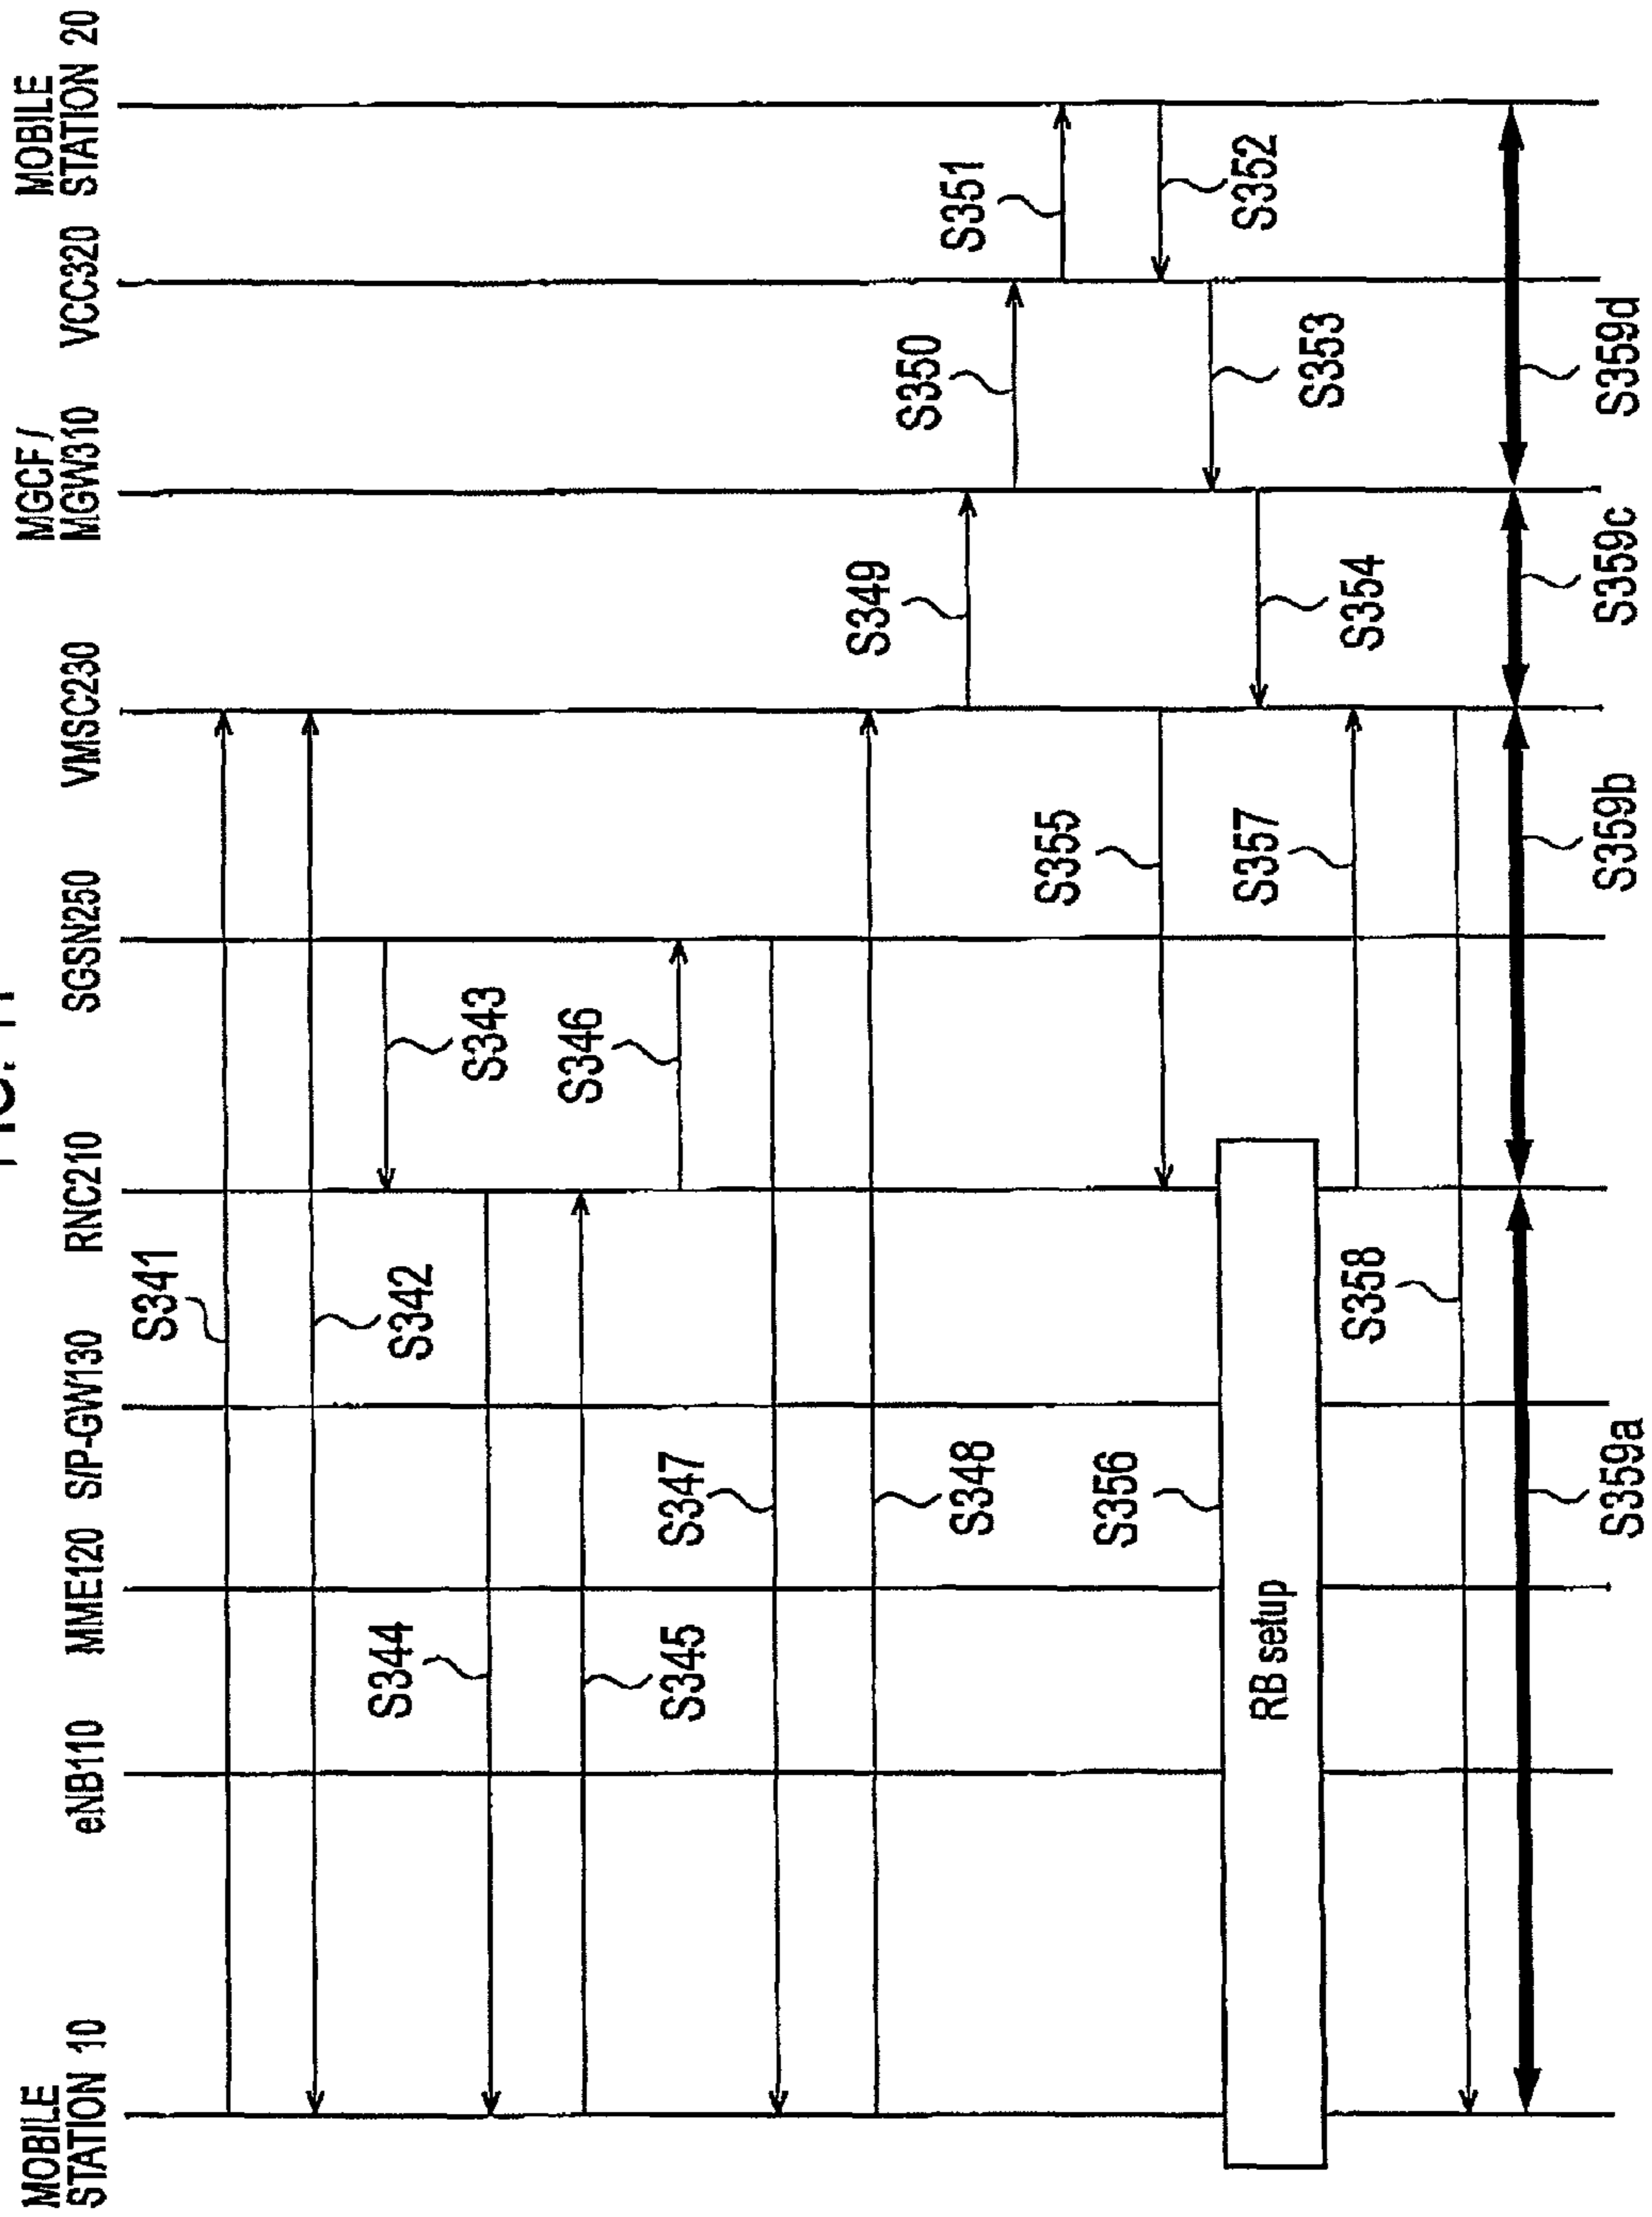 MOBILE
STATION 10
eNB110
MME120
S/P-GW130
RNC210
SGSN250
VMSC230
MGCF /
MGW310
VCC320
MOBILE
STATION 20
S341
S342
S343
S344
S345
S346
S347
S348
S349
S350
S351
S352
S353
S354
S355
S356
RB setup
S357
S358
S359a
S359b
S359c
S359d